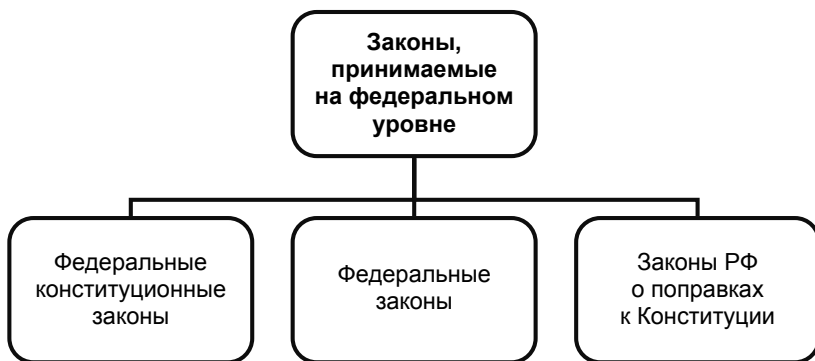 Законы,
принимаемые
на федеральном
уровне
Федеральные
конституционные
законы
Федеральные
законы
Законы РФ
о поправках
к Конституции